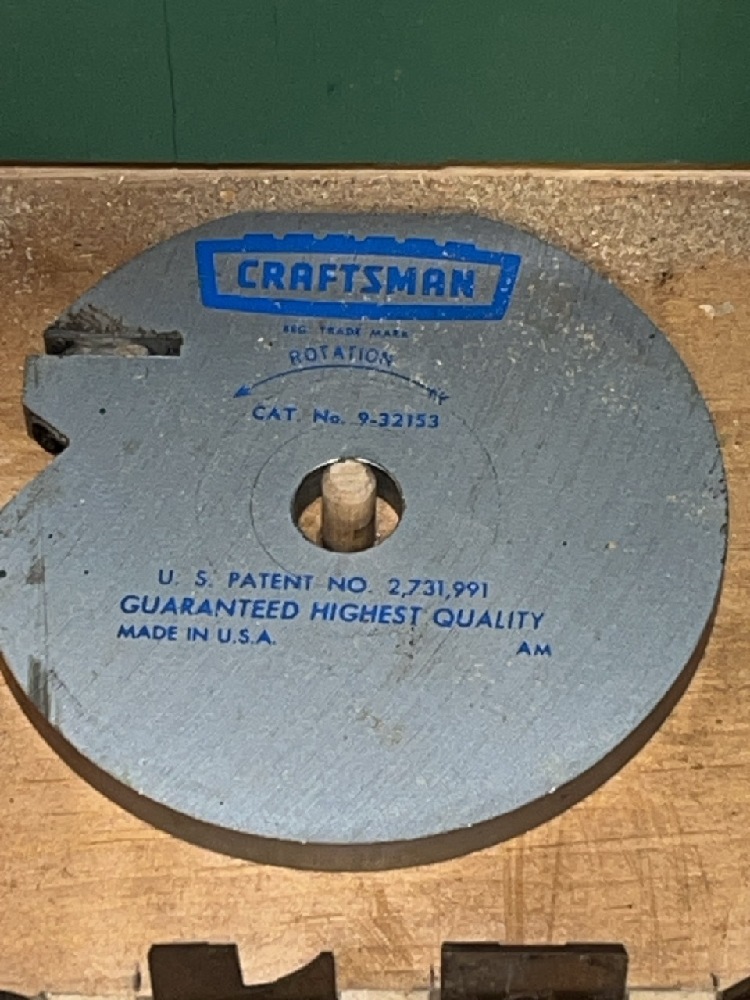 CRAFTSMAN
REG. TRADE MARK
ROTATION
CAT. No. 9-32153
U. S. PATENT NO. 2,731,991
GUARANTEED HIGHEST QUALITY
MADE IN U.S.A. AM